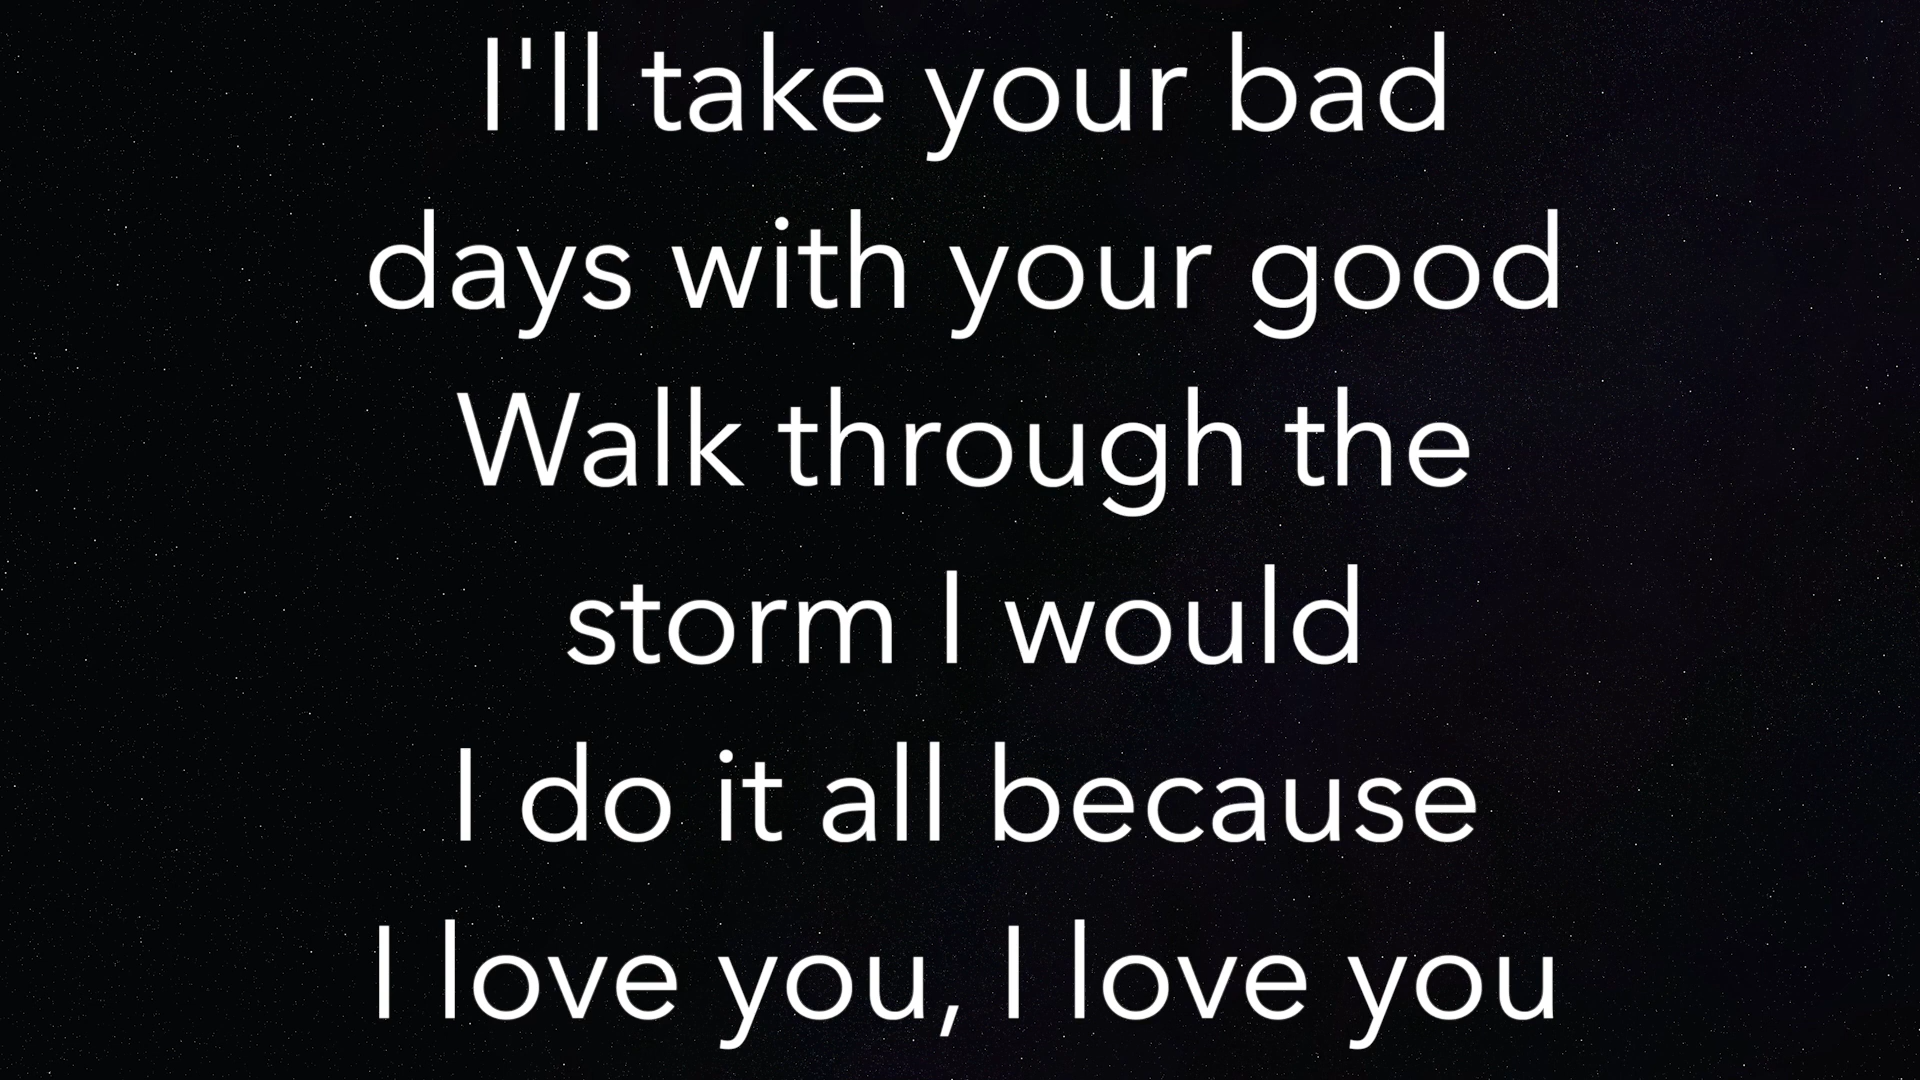 I'll take your bad
days with your good
Walk through the
storm I would
I do it all because
I love you, I love you